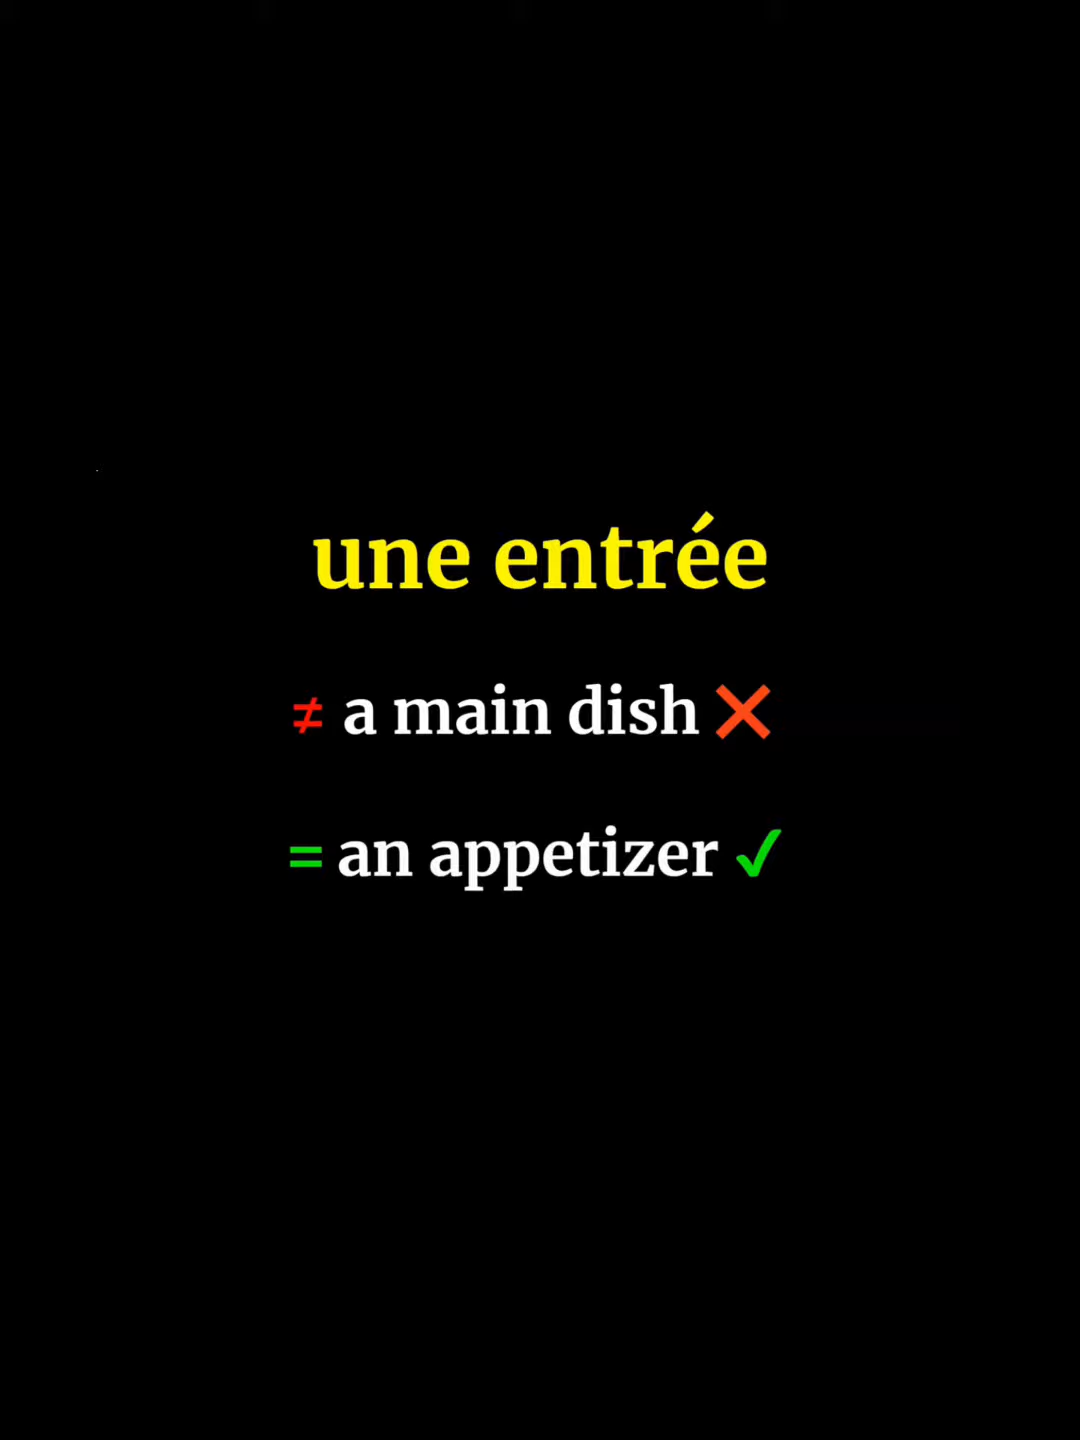 une entrée
≠ a main dish ❌
= an appetizer ✔